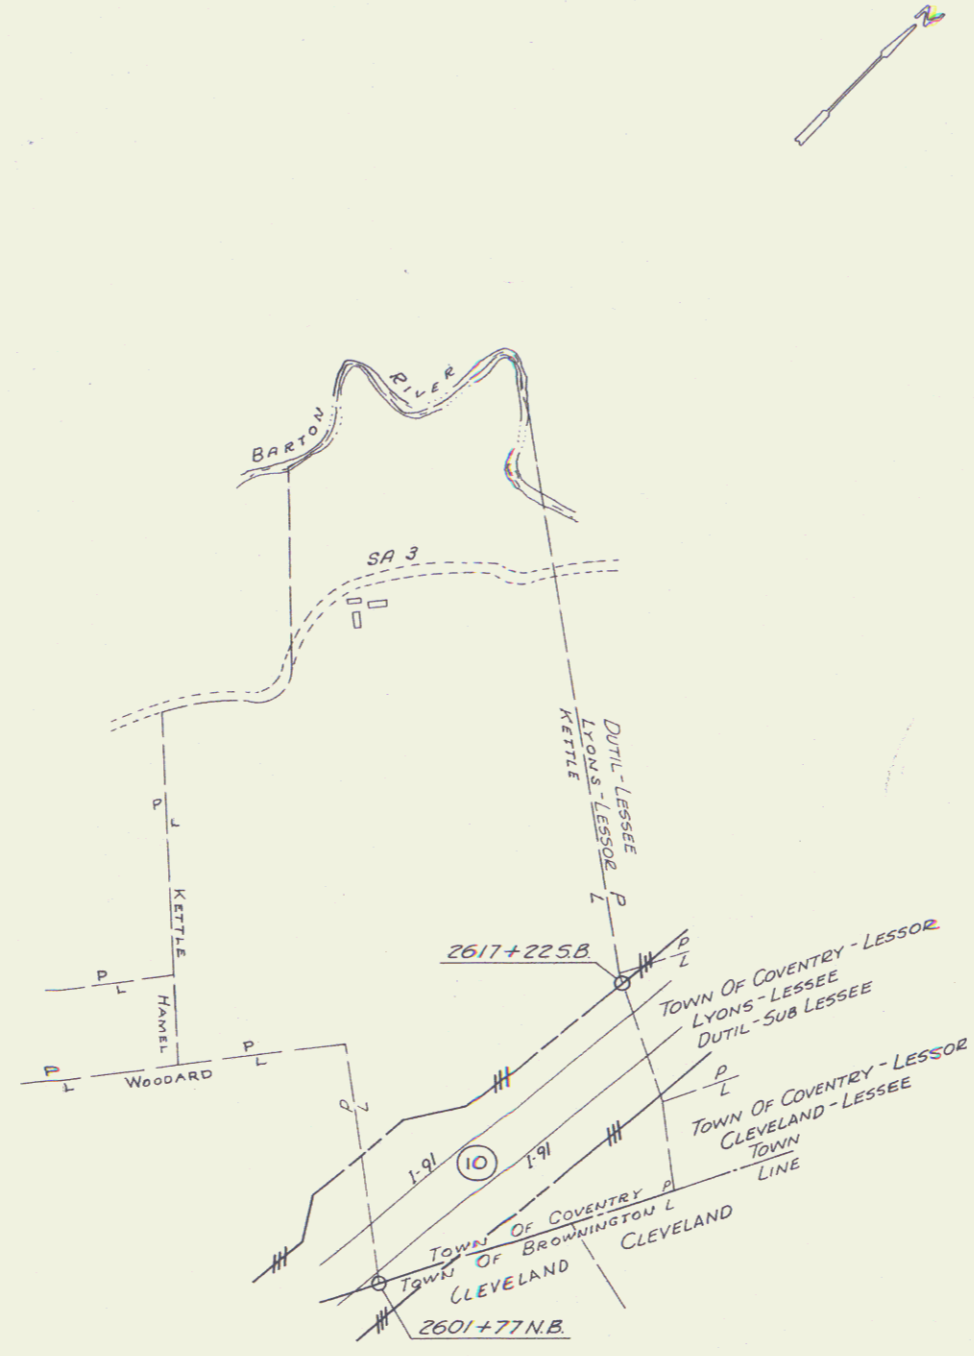 N
RIVER
BARTON
SA 3
DUTIL-LESSEE
LYONS-LESSOR
KETTLE
P
L
P
L
KETTLE
2617+22 S.B.
P
L
TOWN OF COVENTRY - LESSOR
LYONS-LESSEE
DUTIL-SUB LESSEE
P
L
HAMEL
P
L
P
L
WOODARD
P
L
TOWN OF COVENTRY - LESSOR
CLEVELAND-LESSEE
P
L
TOWN
LINE
I-91
10
I-91
TOWN OF COVENTRY
P
L
TOWN OF BROWNINGTON
CLEVELAND
CLEVELAND
2601+77 N.B.